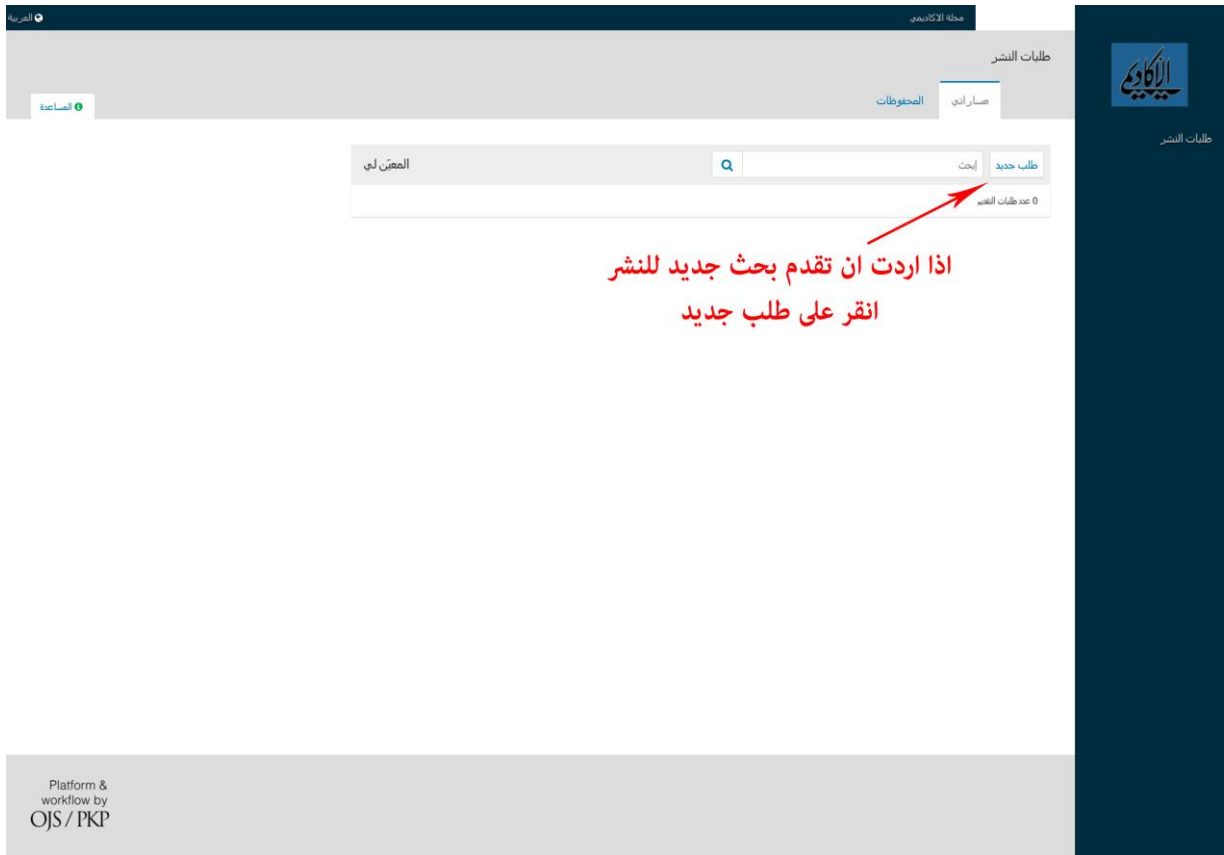 مجلة الاكاديمي
العربية
الأكاديمي
طلبات النشر
طلبات النشر
مساراتي
المحفوظات
المساعدة
المعيّن لي
إبحث
طلب جديد
0 عدد طلبات التقديم
اذا اردت ان تقدم بحث جديد للنشر
انقر على طلب جديد
Platform &
workflow by
OJS / PKP